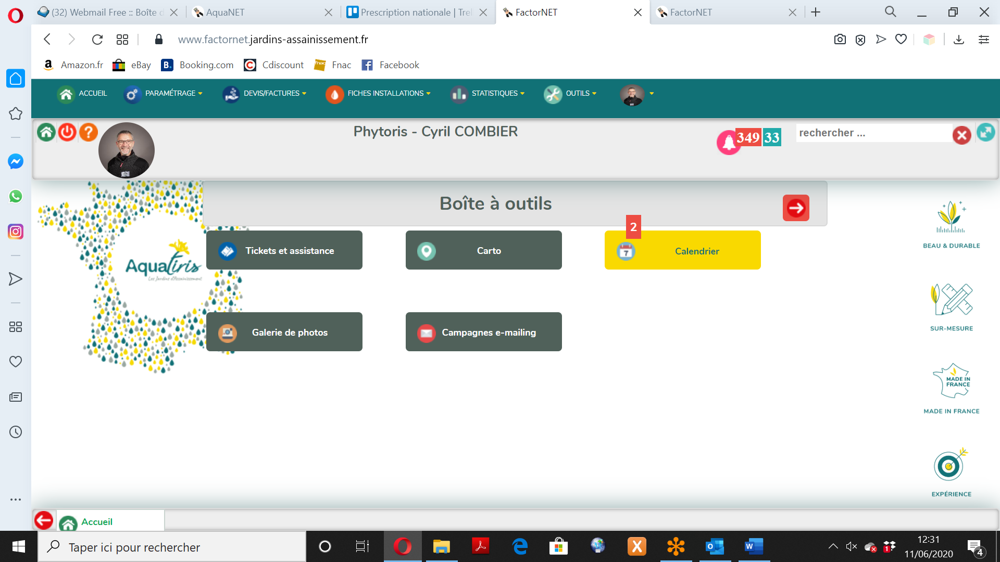 (32) Webmail Free :: Boîte d
AquaNET
Prescription nationale | Trel
FactorNET
FactorNET
www.factornet.jardins-assainissement.fr
Amazon.fr
eBay
Booking.com
Cdiscount
Fnac
Facebook
ACCUEIL
PARAMÉTRAGE
DEVIS/FACTURES
FICHES INSTALLATIONS
STATISTIQUES
OUTILS
Phytoris - Cyril COMBIER
349 33
rechercher ...
Boîte à outils
2
Tickets et assistance
Carto
7
Calendrier
Aquatiris
Les Jardins d'Assainissement
Galerie de photos
Campagnes e-mailing
BEAU & DURABLE
SUR-MESURE
MADE IN
FRANCE
MADE IN FRANCE
EXPÉRIENCE
Accueil
Taper ici pour rechercher
1
12:31
11/06/2020
4